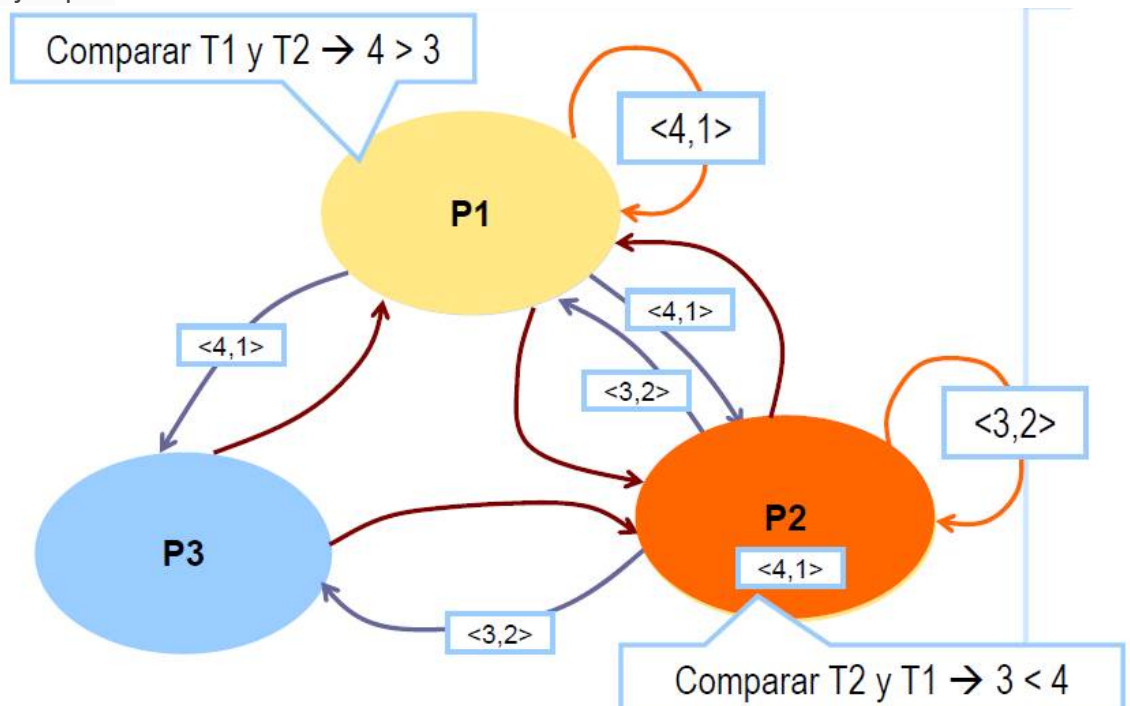 Comparar T1 y T2 → 4 > 3
<4,1>
P1
<4,1>
<4,1>
<3,2>
<3,2>
P2
P3
<4,1>
<3,2>
Comparar T2 y T1 → 3 < 4